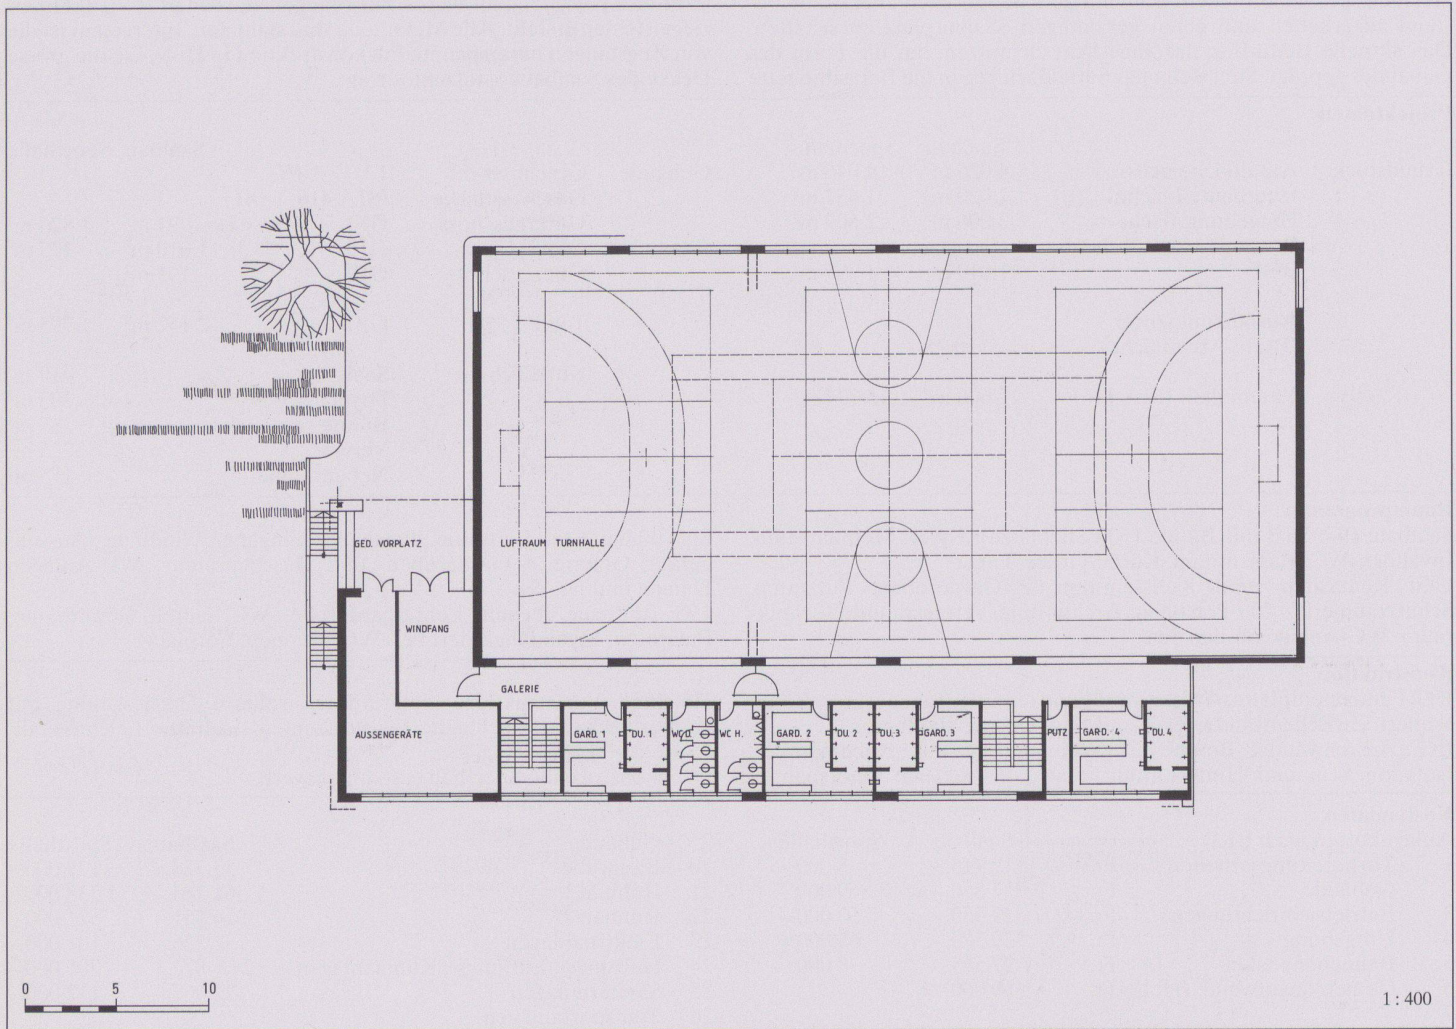 GED. VORPLATZ
LUFTRAUM TURNHALLE
WINDFANG
GALERIE
AUSSENGERÄTE
GARD. 1
DU. 1
WC D.
WC H.
GARD. 2
DU. 2
DU. 3
GARD. 3
PUTZ
GARD. 4
DU. 4
0 5 10
1 : 400